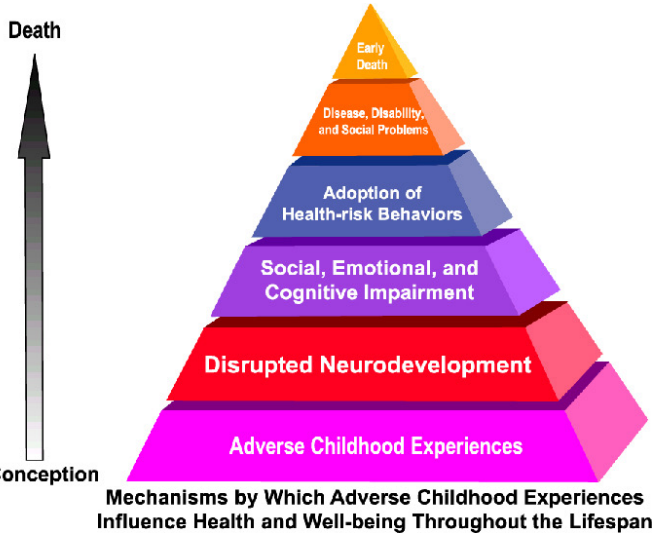 Death
Early
Death
Disease, Disability,
and Social Problems
Adoption of
Health-risk Behaviors
Social, Emotional, and
Cognitive Impairment
Disrupted Neurodevelopment
Adverse Childhood Experiences
Conception
Mechanisms by Which Adverse Childhood Experiences
Influence Health and Well-being Throughout the Lifespan